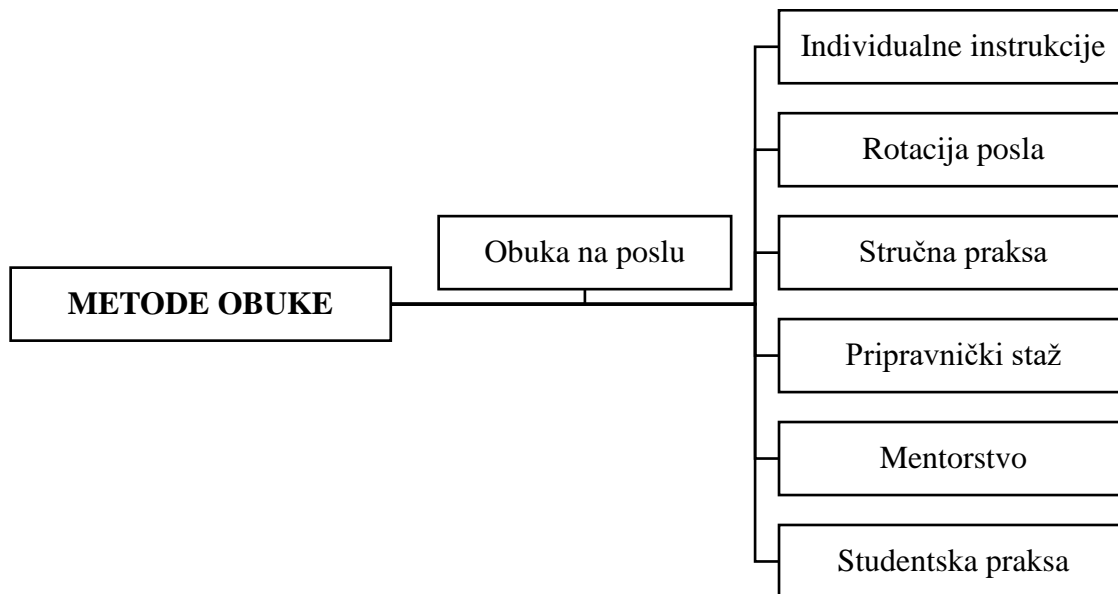 METODE OBUKE
Obuka na poslu
Individualne instrukcije
Rotacija posla
Stručna praksa
Pripravnički staž
Mentorstvo
Studentska praksa